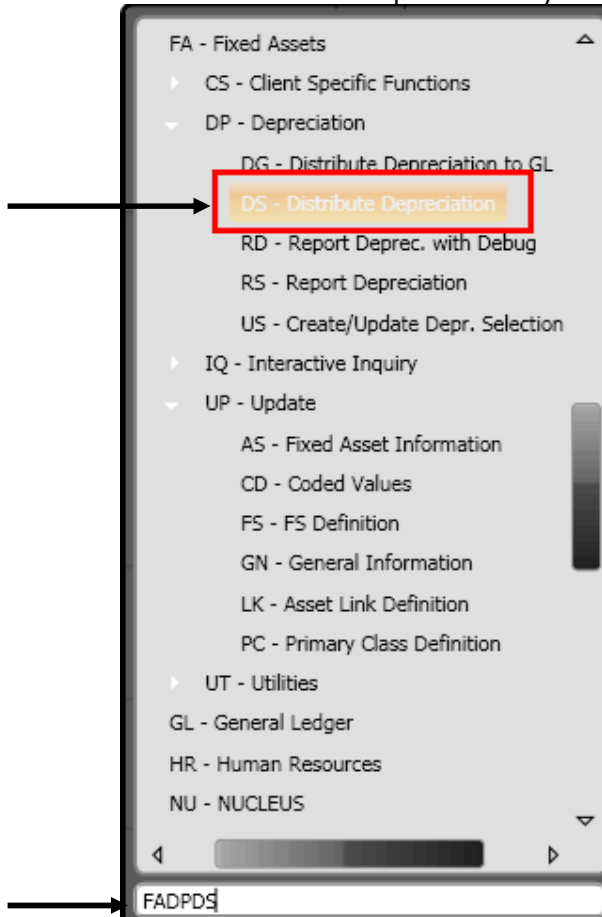 FA - Fixed Assets
CS - Client Specific Functions
DP - Depreciation
DG - Distribute Depreciation to GL
DS - Distribute Depreciation
RD - Report Deprec. with Debug
RS - Report Depreciation
US - Create/Update Depr. Selection
IQ - Interactive Inquiry
UP - Update
AS - Fixed Asset Information
CD - Coded Values
FS - FS Definition
GN - General Information
LK - Asset Link Definition
PC - Primary Class Definition
UT - Utilities
GL - General Ledger
HR - Human Resources
NU - NUCLEUS
FADPDS